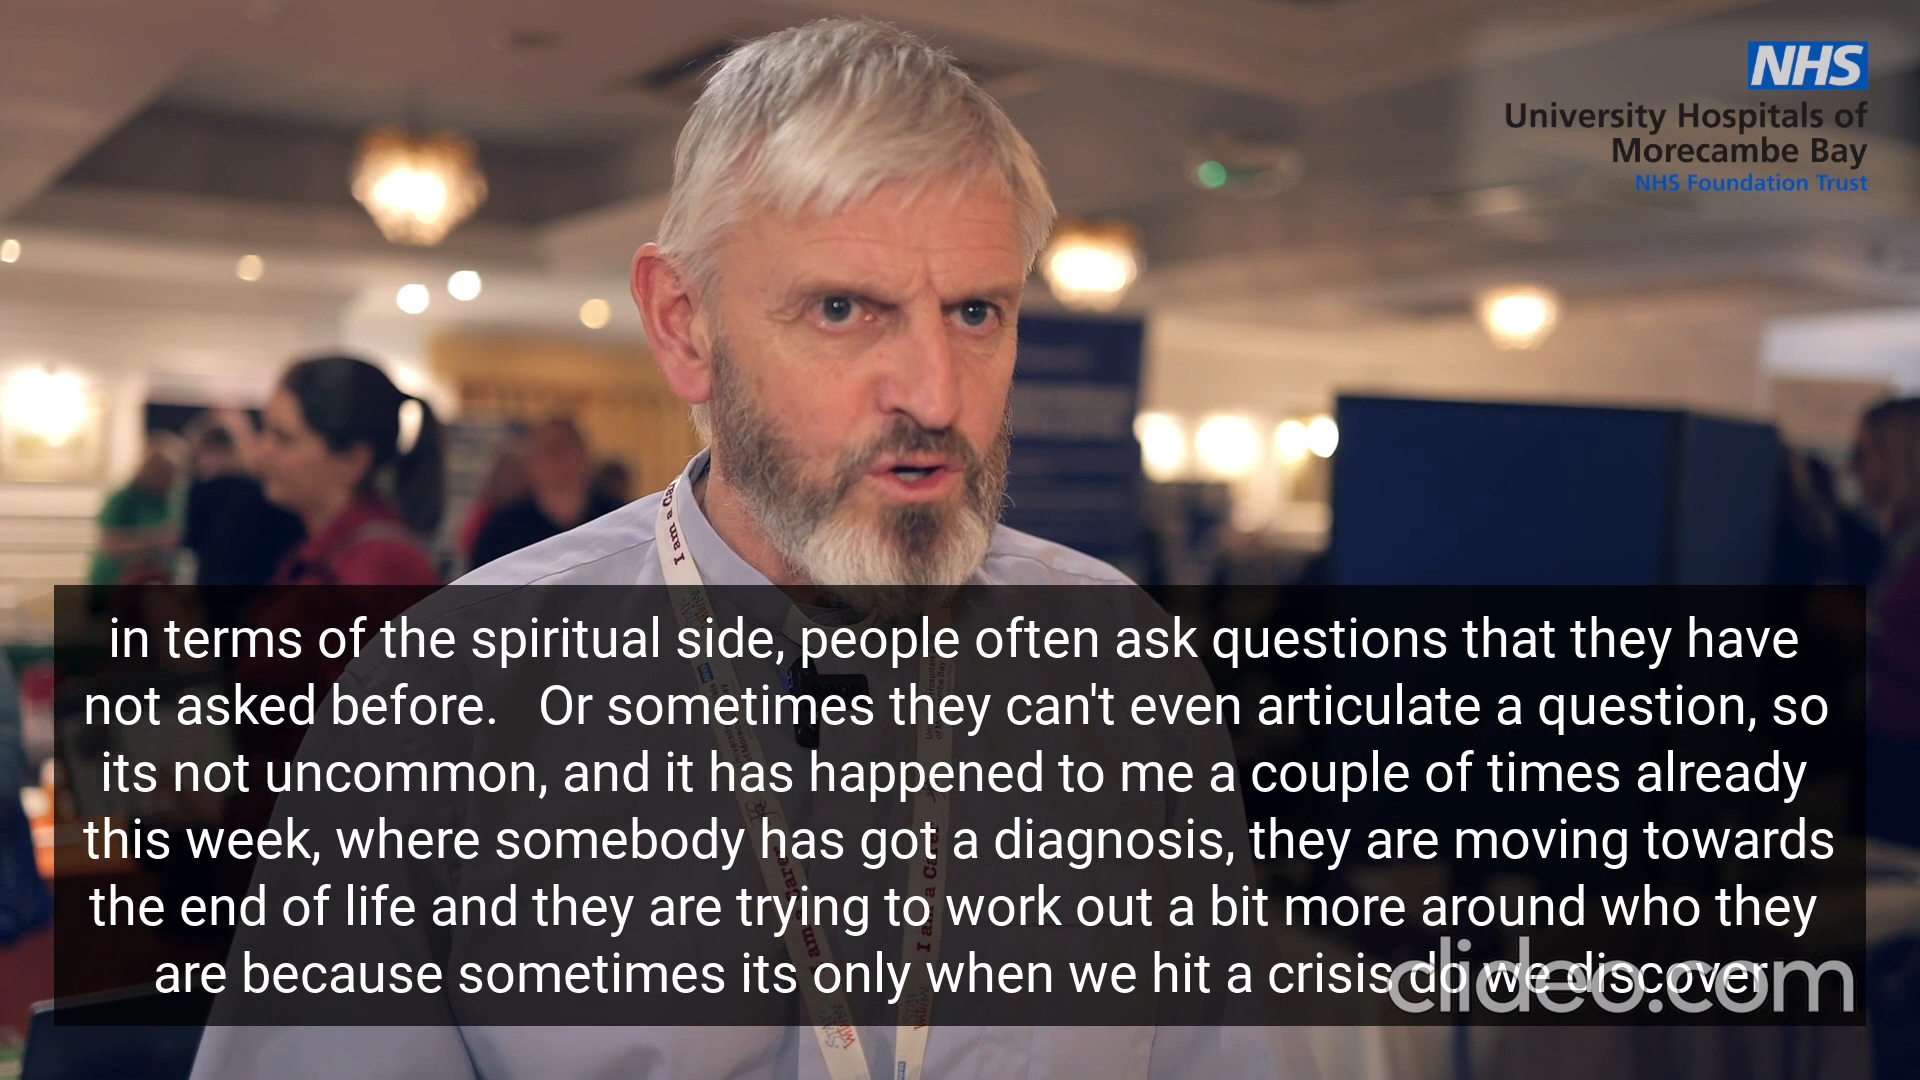 NHS
University Hospitals of
Morecambe Bay
NHS Foundation Trust
I am a Ca
in terms of the spiritual side, people often ask questions that they have
not asked before.   Or sometimes they can't even articulate a question, so
its not uncommon, and it has happened to me a couple of times already
this week, where somebody has got a diagnosis, they are moving towards
the end of life and they are trying to work out a bit more around who they
are because sometimes its only when we hit a crisis do we discover
clideo.com